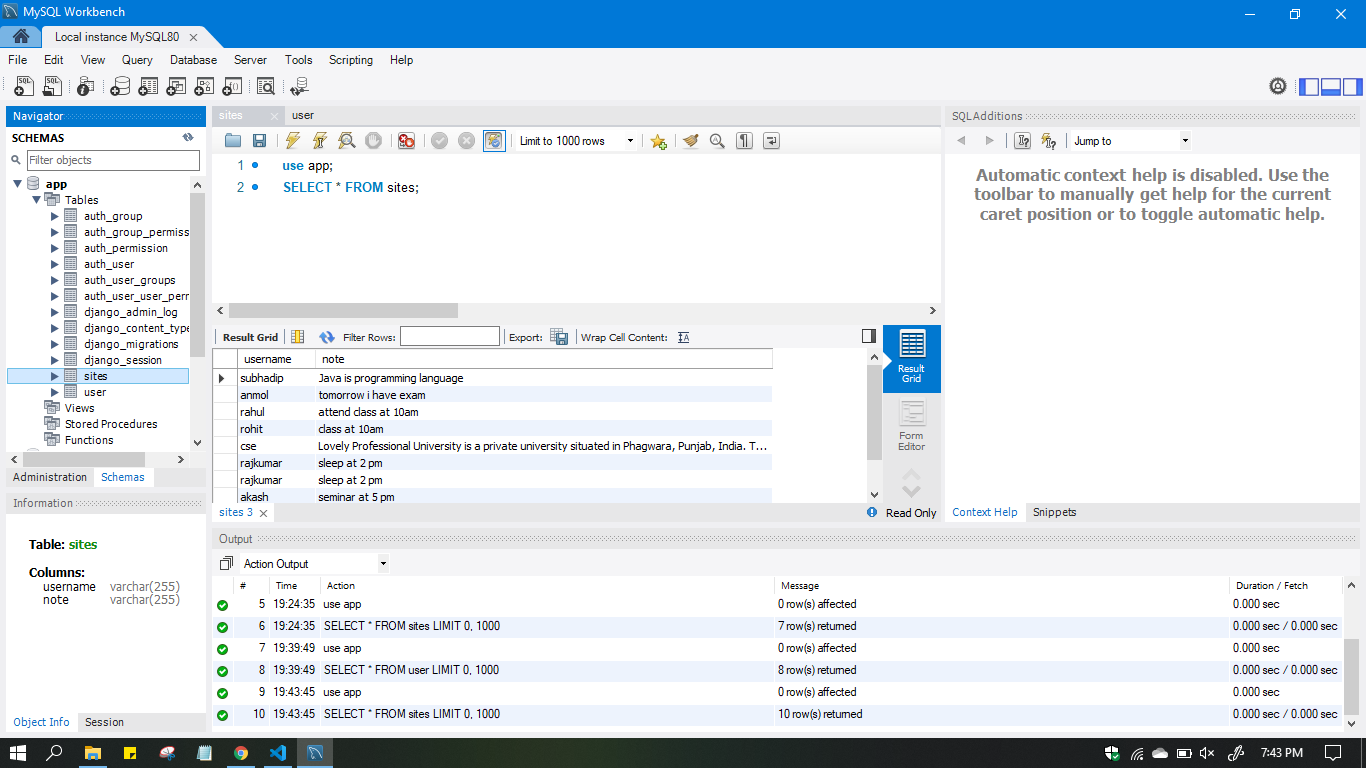 MySQL Workbench
Local instance MySQL80
File Edit View Query Database Server Tools Scripting Help
Navigator
SCHEMAS
Filter objects
app
Tables
auth_group
auth_group_permiss
auth_permission
auth_user
auth_user_groups
auth_user_user_perr
django_admin_log
django_content_type
django_migrations
django_session
sites
user
Views
Stored Procedures
Functions
Administration Schemas
Information
Table: sites
Columns:
username varchar(255)
note varchar(255)
Object Info Session
sites user
Limit to 1000 rows
1 use app;
2 SELECT * FROM sites;
Result Grid Filter Rows: Export: Wrap Cell Content:
username note
subhadip Java is programming language
anmol tomorrow i have exam
rahul attend class at 10am
rohit class at 10am
cse Lovely Professional University is a private university situated in Phagwara, Punjab, India. T...
rajkumar sleep at 2 pm
rajkumar sleep at 2 pm
akash seminar at 5 pm
Result
Grid
Form
Editor
sites 3 Read Only
SQLAdditions
Jump to
Automatic context help is disabled. Use the
toolbar to manually get help for the current
caret position or to toggle automatic help.
Context Help Snippets
Output
Action Output
# Time Action Message Duration / Fetch
5 19:24:35 use app 0 row(s) affected 0.000 sec
6 19:24:35 SELECT * FROM sites LIMIT 0, 1000 7 row(s) returned 0.000 sec / 0.000 sec
7 19:39:49 use app 0 row(s) affected 0.000 sec
8 19:39:49 SELECT * FROM user LIMIT 0, 1000 8 row(s) returned 0.000 sec / 0.000 sec
9 19:43:45 use app 0 row(s) affected 0.000 sec
10 19:43:45 SELECT * FROM sites LIMIT 0, 1000 10 row(s) returned 0.000 sec / 0.000 sec
7:43 PM